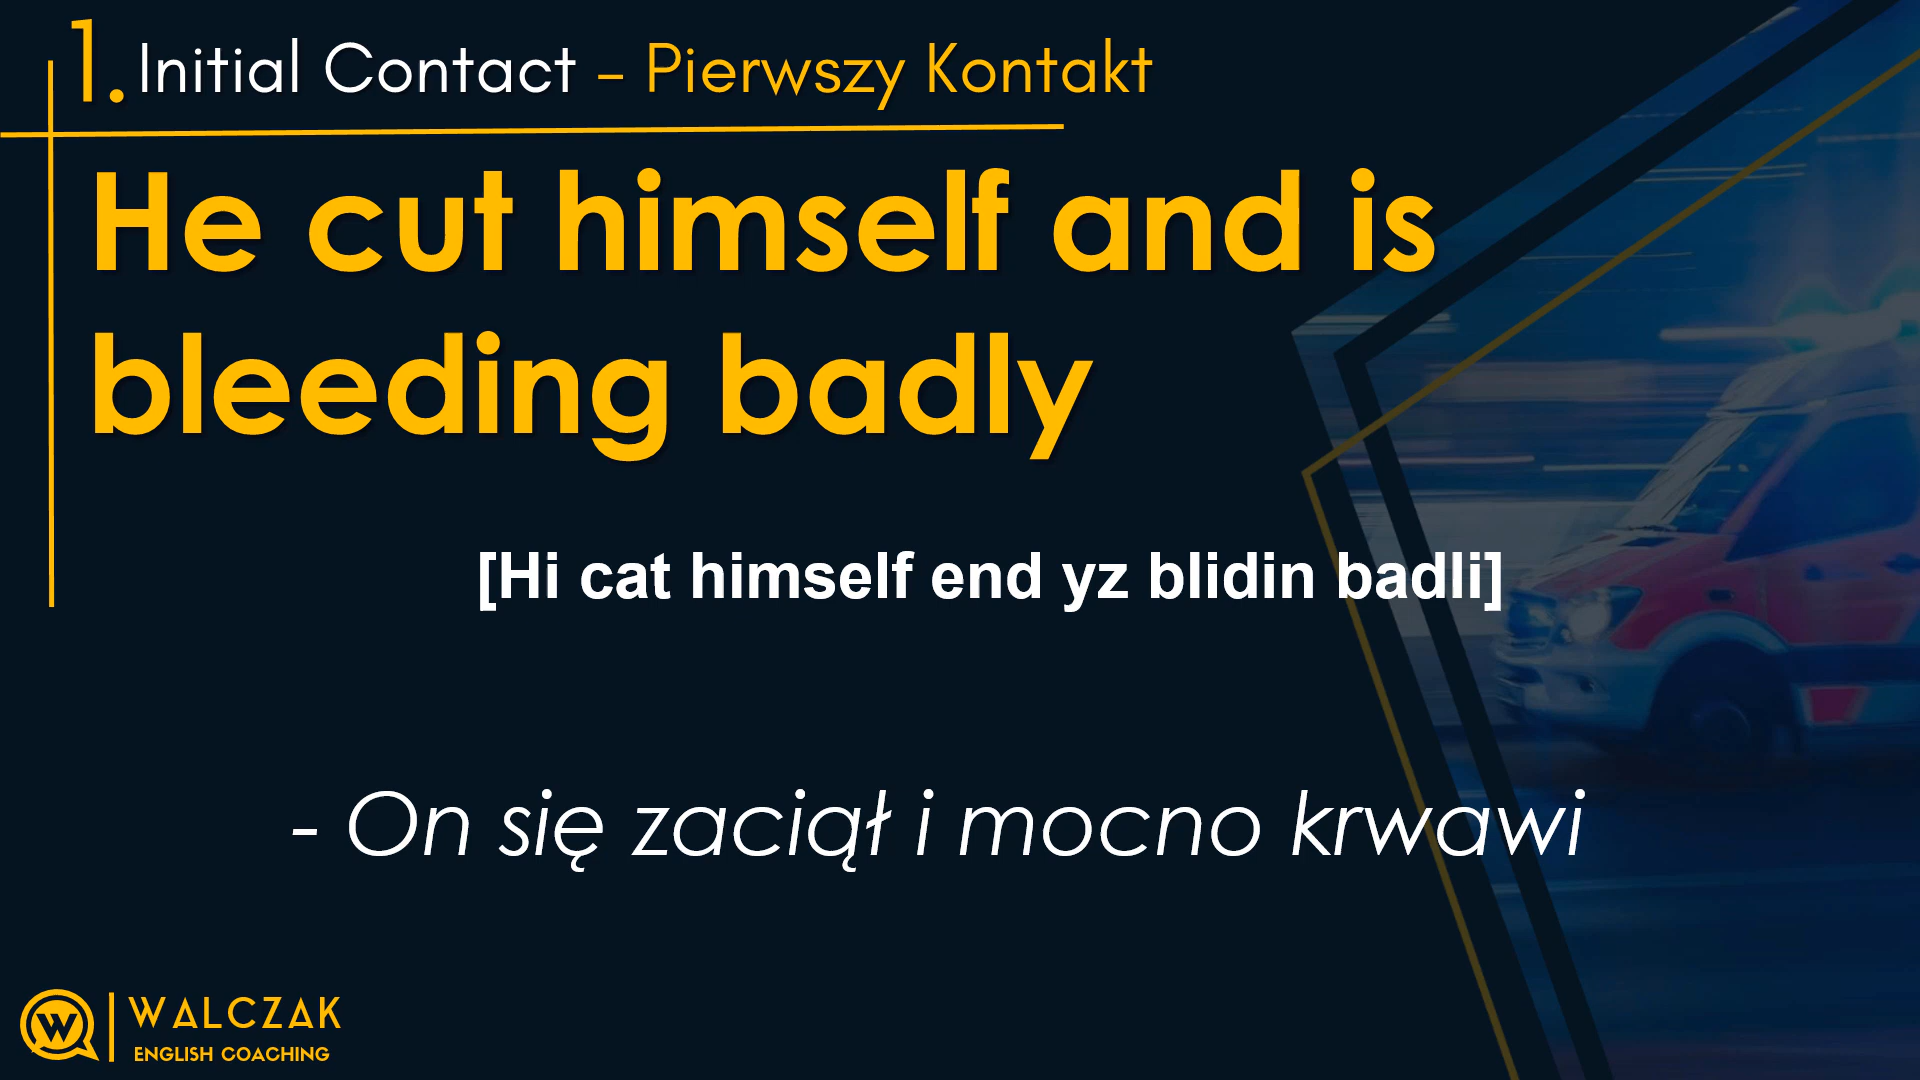 1. Initial Contact – Pierwszy Kontakt
He cut himself and is
bleeding badly
[Hi cat himself end yz blidin badli]
- On się zaciął i mocno krwawi
W
WALCZAK
ENGLISH COACHING